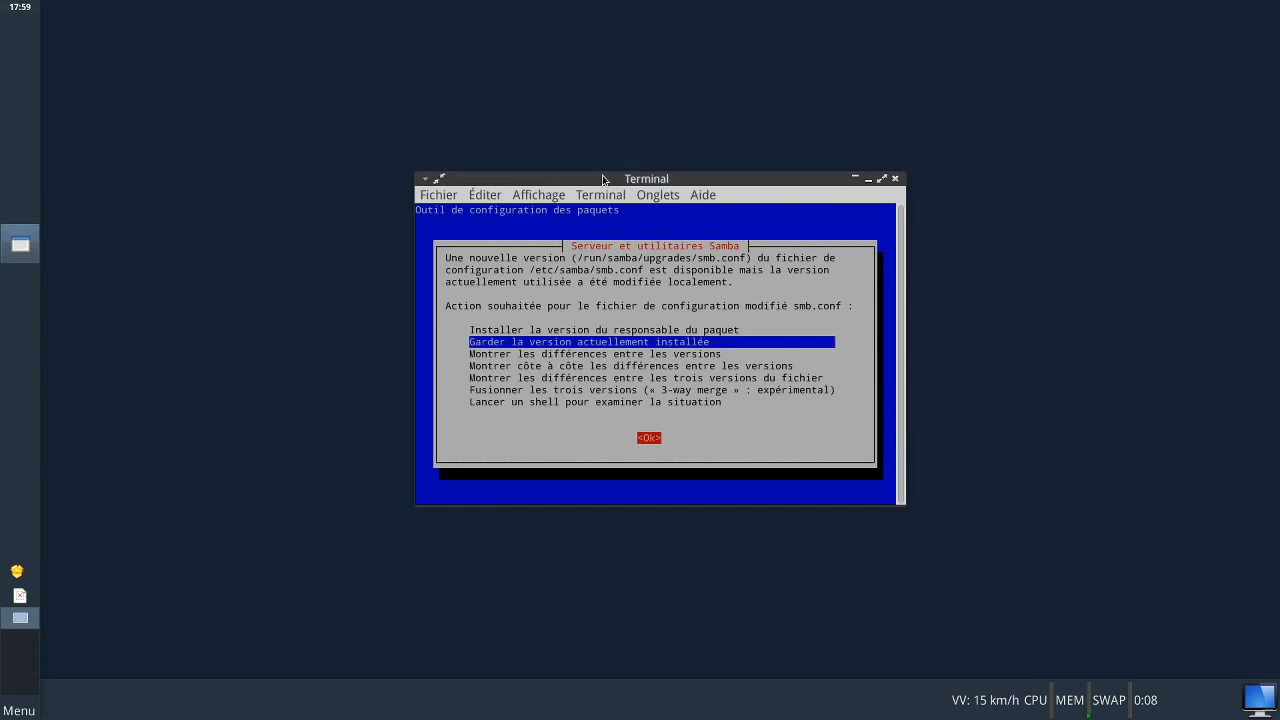 17:59
Terminal
Fichier Éditer Affichage Terminal Onglets Aide
Outil de configuration des paquets
Serveur et utilitaires Samba
Une nouvelle version (/run/samba/upgrades/smb.conf) du fichier de
configuration /etc/samba/smb.conf est disponible mais la version
actuellement utilisée a été modifiée localement.
Action souhaitée pour le fichier de configuration modifié smb.conf :
Installer la version du responsable du paquet
Garder la version actuellement installée
Montrer les différences entre les versions
Montrer côte à côte les différences entre les versions
Montrer les différences entre les trois versions du fichier
Fusionner les trois versions (« 3-way merge » : expérimental)
Lancer un shell pour examiner la situation
<Ok>
VV: 15 km/h CPU MEM SWAP 0:08
Menu